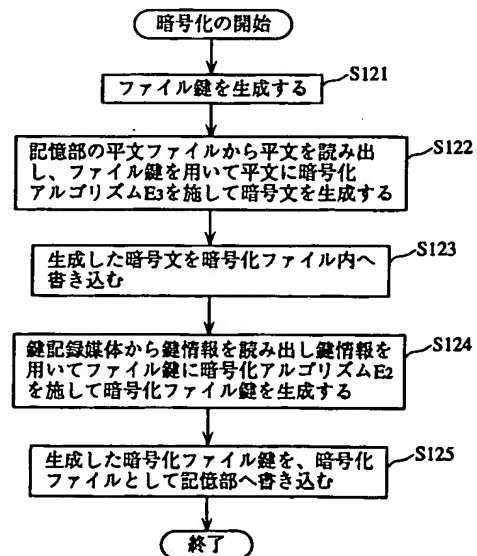 暗号化の開始
S121
ファイル鍵を生成する
S122
記憶部の平文ファイルから平文を読み出
し、ファイル鍵を用いて平文に暗号化
アルゴリズムE3を施して暗号文を生成する
S123
生成した暗号文を暗号化ファイル内へ
書き込む
S124
鍵記録媒体から鍵情報を読み出し鍵情報を
用いてファイル鍵に暗号化アルゴリズムE2
を施して暗号化ファイル鍵を生成する
S125
生成した暗号化ファイル鍵を、暗号化
ファイルとして記憶部へ書き込む
終了